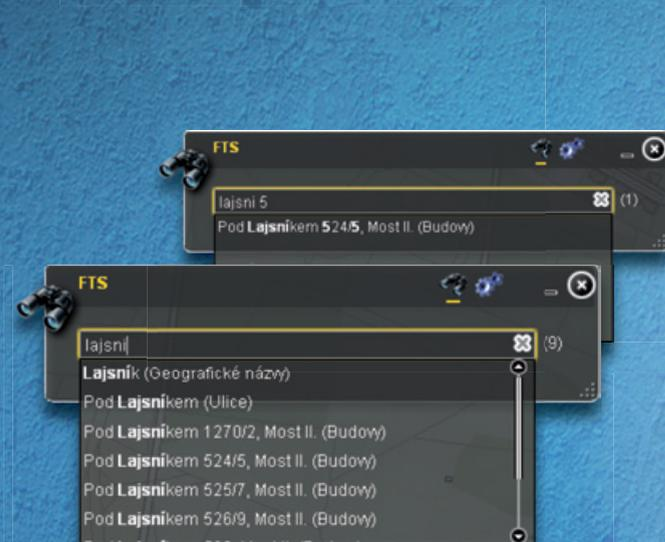 FTS
lajsni 5 (1)
Pod Lajsníkem 524/5, Most II. (Budovy)
FTS
lajsni (9)
Lajsník (Geografické názvy)
Pod Lajsníkem (Ulice)
Pod Lajsníkem 1270/2, Most II. (Budovy)
Pod Lajsníkem 524/5, Most II. (Budovy)
Pod Lajsníkem 525/7, Most II. (Budovy)
Pod Lajsníkem 526/9, Most II. (Budovy)